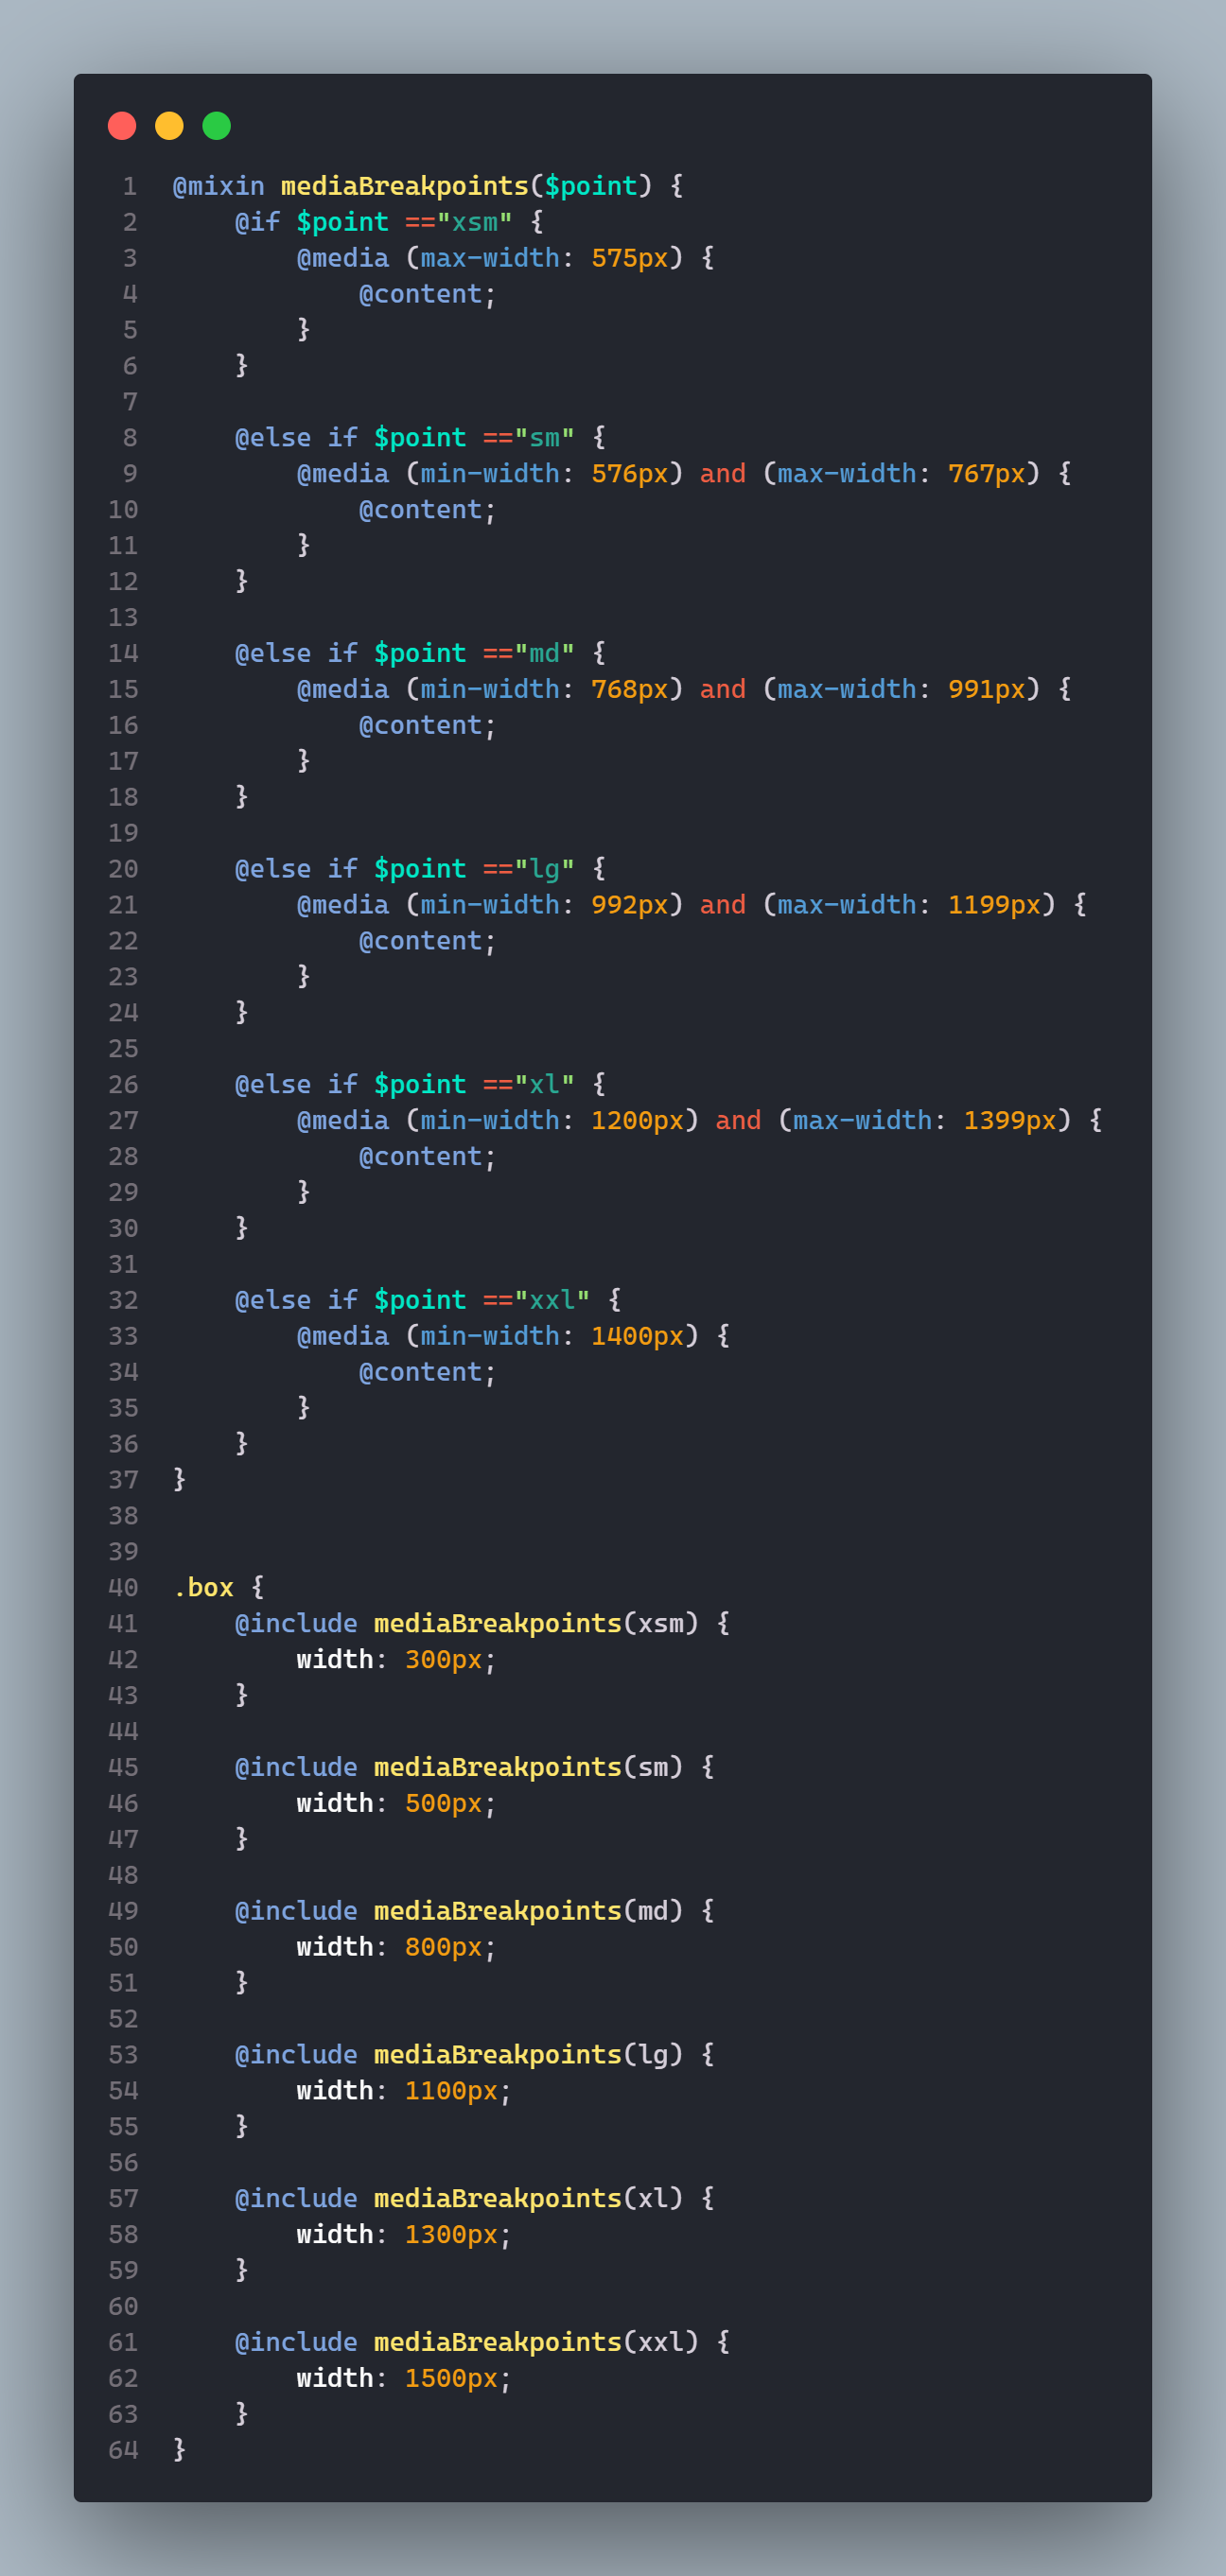 1 @mixin mediaBreakpoints($point) {
2     @if $point =="xsm" {
3         @media (max-width: 575px) {
4             @content;
5         }
6     }
7
8     @else if $point =="sm" {
9         @media (min-width: 576px) and (max-width: 767px) {
10             @content;
11         }
12     }
13
14     @else if $point =="md" {
15         @media (min-width: 768px) and (max-width: 991px) {
16             @content;
17         }
18     }
19
20     @else if $point =="lg" {
21         @media (min-width: 992px) and (max-width: 1199px) {
22             @content;
23         }
24     }
25
26     @else if $point =="xl" {
27         @media (min-width: 1200px) and (max-width: 1399px) {
28             @content;
29         }
30     }
31
32     @else if $point =="xxl" {
33         @media (min-width: 1400px) {
34             @content;
35         }
36     }
37 }
38
39
40 .box {
41     @include mediaBreakpoints(xsm) {
42         width: 300px;
43     }
44
45     @include mediaBreakpoints(sm) {
46         width: 500px;
47     }
48
49     @include mediaBreakpoints(md) {
50         width: 800px;
51     }
52
53     @include mediaBreakpoints(lg) {
54         width: 1100px;
55     }
56
57     @include mediaBreakpoints(xl) {
58         width: 1300px;
59     }
60
61     @include mediaBreakpoints(xxl) {
62         width: 1500px;
63     }
64 }